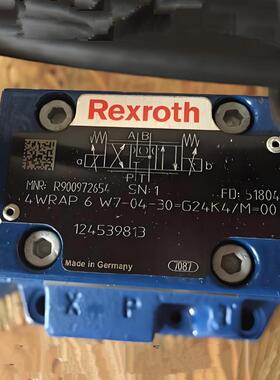 Rexroth
A B
a b
P T
MNR: R900972654 SN: 1 FD: 51804
4WRAP 6 W7-04-30=G24K4/M=00
124539813
Made in Germany 7087
X P T